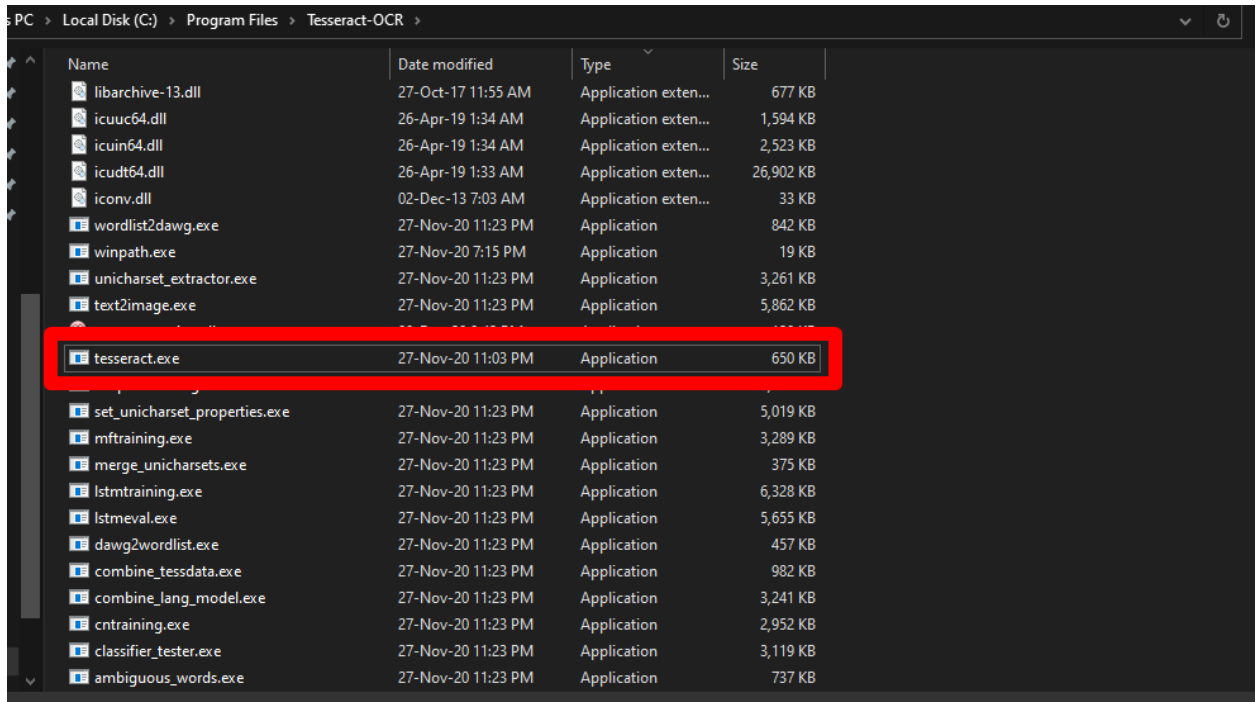 s PC > Local Disk (C:) > Program Files > Tesseract-OCR >
Name Date modified Type Size
libarchive-13.dll 27-Oct-17 11:55 AM Application exten... 677 KB
icuuc64.dll 26-Apr-19 1:34 AM Application exten... 1,594 KB
icuin64.dll 26-Apr-19 1:34 AM Application exten... 2,523 KB
icudt64.dll 26-Apr-19 1:33 AM Application exten... 26,902 KB
iconv.dll 02-Dec-13 7:03 AM Application exten... 33 KB
wordlist2dawg.exe 27-Nov-20 11:23 PM Application 842 KB
winpath.exe 27-Nov-20 7:15 PM Application 19 KB
unicharset_extractor.exe 27-Nov-20 11:23 PM Application 3,261 KB
text2image.exe 27-Nov-20 11:23 PM Application 5,862 KB
tesseract.exe 27-Nov-20 11:03 PM Application 650 KB
set_unicharset_properties.exe 27-Nov-20 11:23 PM Application 5,019 KB
mftraining.exe 27-Nov-20 11:23 PM Application 3,289 KB
merge_unicharsets.exe 27-Nov-20 11:23 PM Application 375 KB
lstmtraining.exe 27-Nov-20 11:23 PM Application 6,328 KB
lstmeval.exe 27-Nov-20 11:23 PM Application 5,655 KB
dawg2wordlist.exe 27-Nov-20 11:23 PM Application 457 KB
combine_tessdata.exe 27-Nov-20 11:23 PM Application 982 KB
combine_lang_model.exe 27-Nov-20 11:23 PM Application 3,241 KB
cntraining.exe 27-Nov-20 11:23 PM Application 2,952 KB
classifier_tester.exe 27-Nov-20 11:23 PM Application 3,119 KB
ambiguous_words.exe 27-Nov-20 11:23 PM Application 737 KB